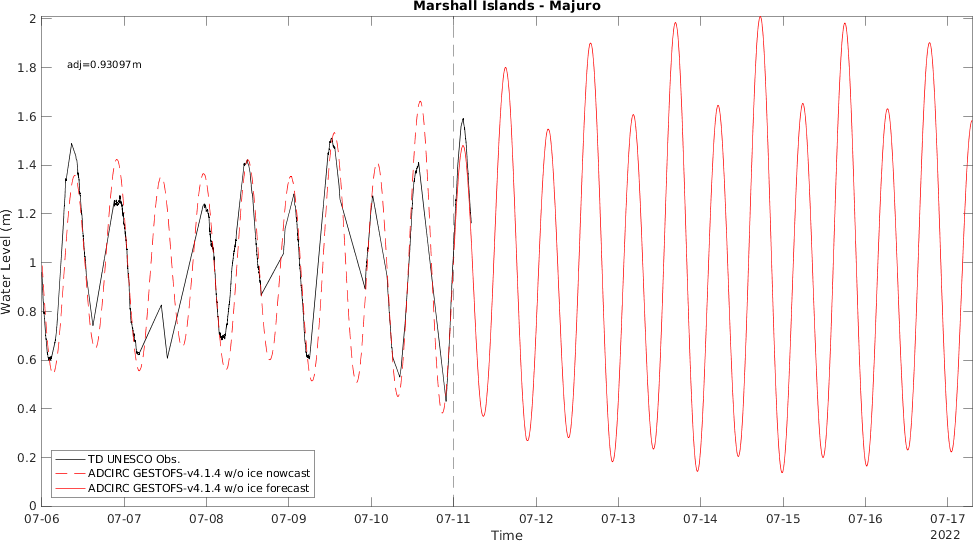 Marshall Islands - Majuro
adj=0.93097m
Water Level (m)
2
1.8
1.6
1.4
1.2
1
0.8
0.6
0.4
0.2
0
TD UNESCO Obs.
ADCIRC GESTOFS-v4.1.4 w/o ice nowcast
ADCIRC GESTOFS-v4.1.4 w/o ice forecast
07-06 07-07 07-08 07-09 07-10 07-11 07-12 07-13 07-14 07-15 07-16 07-17
Time
2022